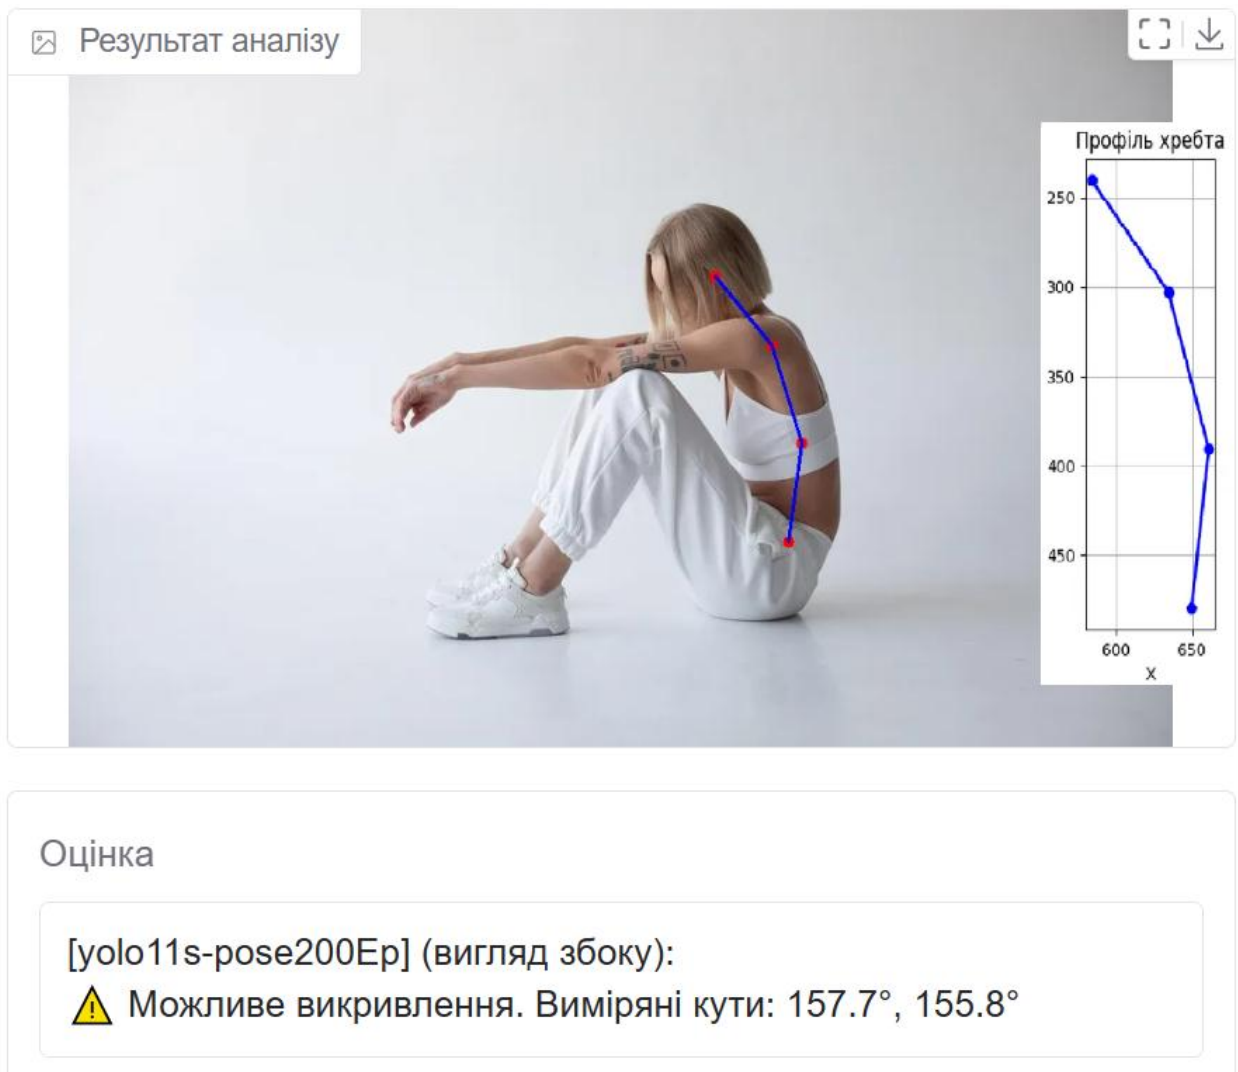 Результат аналізу
Профіль хребта
250
300
350
400
450
600 650
X
Оцінка
[yolo11s-pose200Ep] (вигляд збоку):
⚠ Можливе викривлення. Виміряні кути: 157.7°, 155.8°